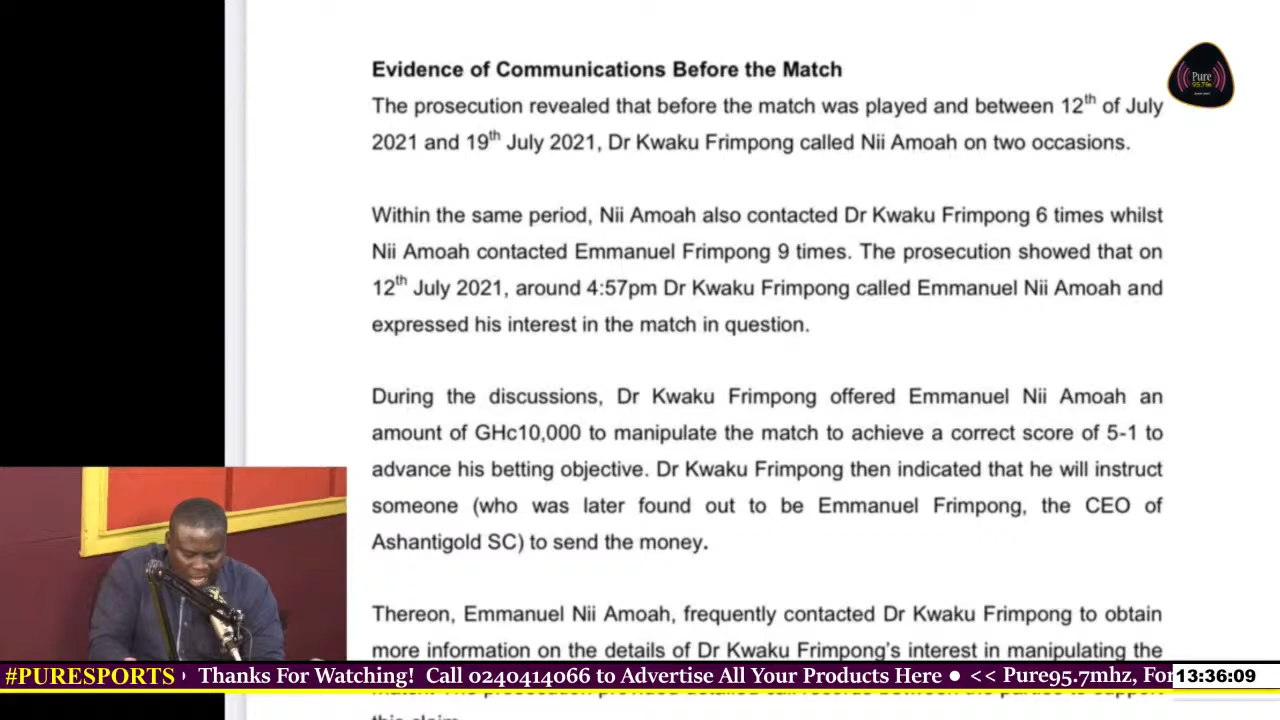 Evidence of Communications Before the Match
The prosecution revealed that before the match was played and between 12th of July
2021 and 19th July 2021, Dr Kwaku Frimpong called Nii Amoah on two occasions.
Within the same period, Nii Amoah also contacted Dr Kwaku Frimpong 6 times whilst
Nii Amoah contacted Emmanuel Frimpong 9 times. The prosecution showed that on
12th July 2021, around 4:57pm Dr Kwaku Frimpong called Emmanuel Nii Amoah and
expressed his interest in the match in question.
During the discussions, Dr Kwaku Frimpong offered Emmanuel Nii Amoah an
amount of GHc10,000 to manipulate the match to achieve a correct score of 5-1 to
advance his betting objective. Dr Kwaku Frimpong then indicated that he will instruct
someone (who was later found out to be Emmanuel Frimpong, the CEO of
Ashantigold SC) to send the money.
Thereon, Emmanuel Nii Amoah, frequently contacted Dr Kwaku Frimpong to obtain
more information on the details of Dr Kwaku Frimpong's interest in manipulating the
Pure
95.7fm
#PURESPORTS Thanks For Watching! Call 0240414066 to Advertise All Your Products Here ● << Pure95.7mhz, For
13:36:09